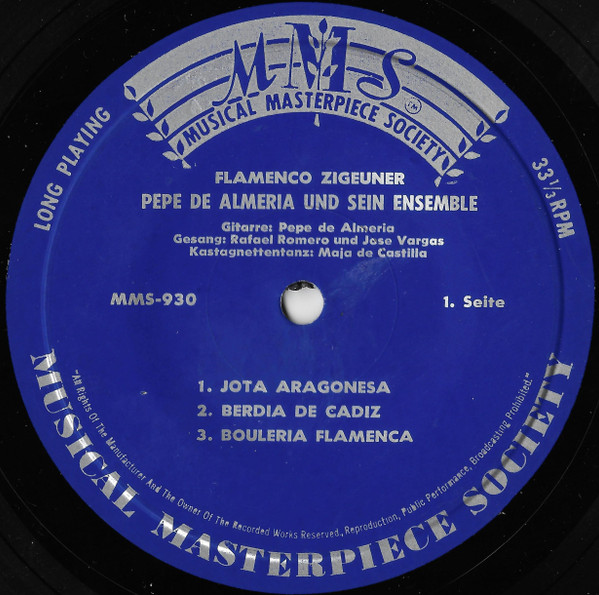 MMS
TM
MUSICAL MASTERPIECE SOCIETY
LONG PLAYING
33 1/3 RPM
FLAMENCO ZIGEUNER
PEPE DE ALMERIA UND SEIN ENSEMBLE
Gitarre: Pepe de Almeria
Gesang: Rafael Romero und Jose Vargas
Kastagnettentanz: Maja de Castilla
MMS-930
1. Seite
1. JOTA ARAGONESA
2. BERDIA DE CADIZ
3. BOULERIA FLAMENCA
"All Rights Of The Manufacturer And The Owner Of The Recorded Works Reserved., Reproduction, Public Performance, Broadcasting Prohibited."
MUSICAL MASTERPIECE SOCIETY